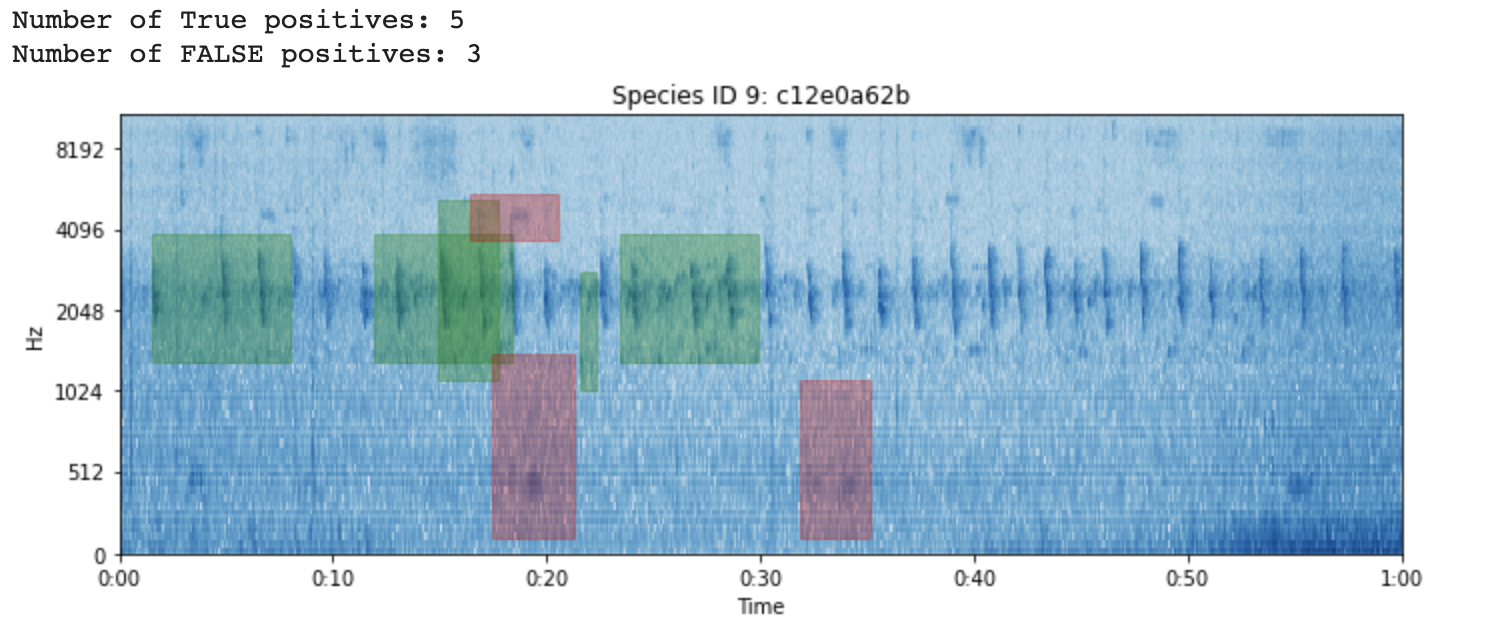 Number of True positives: 5
Number of FALSE positives: 3
Species ID 9: c12e0a62b
8192
4096
2048
1024
512
0
Hz
0:00 0:10 0:20 0:30 0:40 0:50 1:00
Time